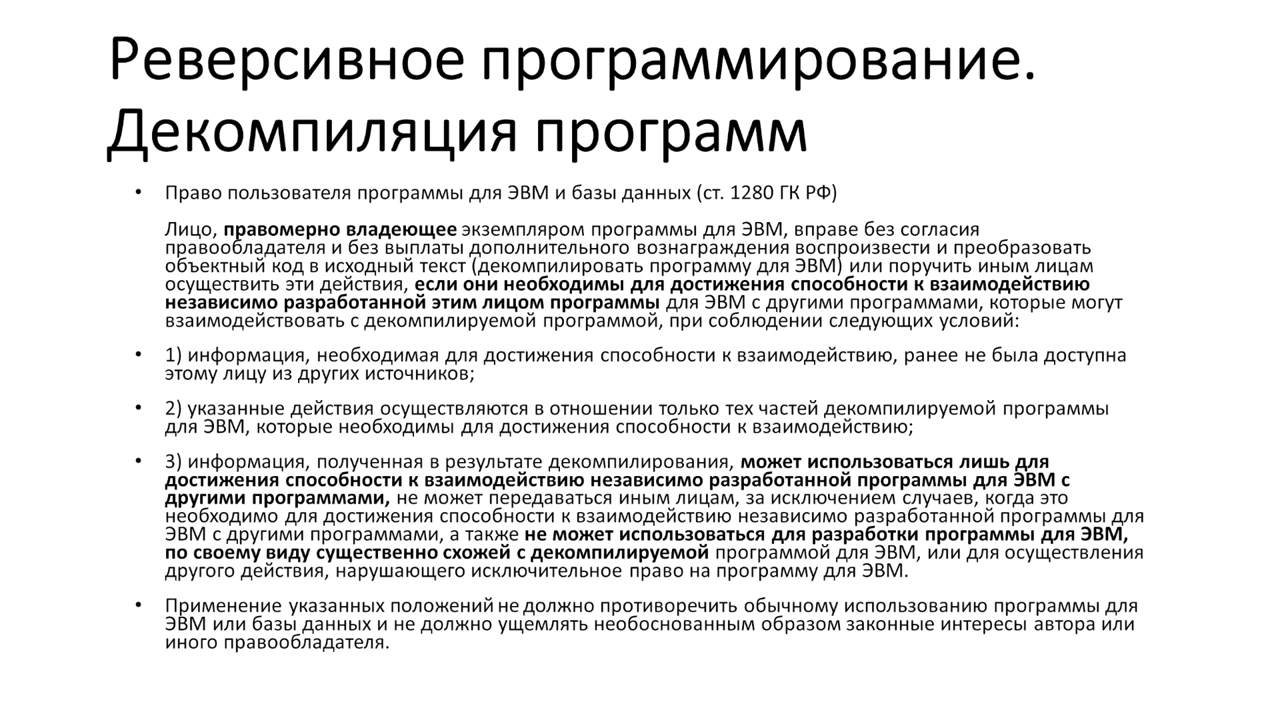 Реверсивное программирование.
Декомпиляция программ
• Право пользователя программы для ЭВМ и базы данных (ст. 1280 ГК РФ)
Лицо, правомерно владеющее экземпляром программы для ЭВМ, вправе без согласия
правообладателя и без выплаты дополнительного вознаграждения воспроизвести и преобразовать
объектный код в исходный текст (декомпилировать программу для ЭВМ) или поручить иным лицам
осуществить эти действия, если они необходимы для достижения способности к взаимодействию
независимо разработанной этим лицом программы для ЭВМ с другими программами, которые могут
взаимодействовать с декомпилируемой программой, при соблюдении следующих условий:
• 1) информация, необходимая для достижения способности к взаимодействию, ранее не была доступна
этому лицу из других источников;
• 2) указанные действия осуществляются в отношении только тех частей декомпилируемой программы
для ЭВМ, которые необходимы для достижения способности к взаимодействию;
• 3) информация, полученная в результате декомпилирования, может использоваться лишь для
достижения способности к взаимодействию независимо разработанной программы для ЭВМ с
другими программами, не может передаваться иным лицам, за исключением случаев, когда это
необходимо для достижения способности к взаимодействию независимо разработанной программы для
ЭВМ с другими программами, а также не может использоваться для разработки программы для ЭВМ,
по своему виду существенно схожей с декомпилируемой программой для ЭВМ, или для осуществления
другого действия, нарушающего исключительное право на программу для ЭВМ.
• Применение указанных положений не должно противоречить обычному использованию программы для
ЭВМ или базы данных и не должно ущемлять необоснованным образом законные интересы автора или
иного правообладателя.